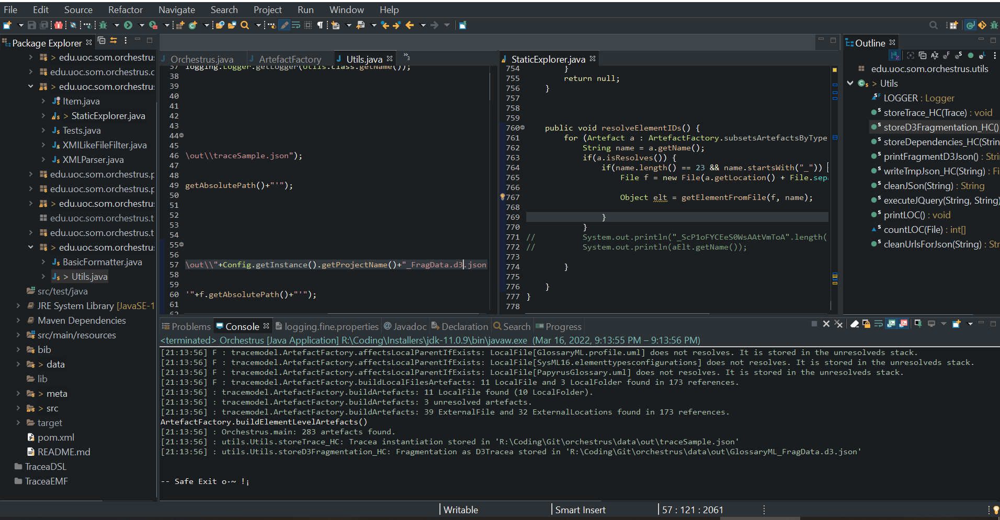 File Edit Source Refactor Navigate Search Project Run Window Help
Package Explorer
> edu.uoc.som.orchestrus
edu.uoc.som.orchestrus.c
> edu.uoc.som.orchestrus
Item.java
> StaticExplorer.java
Tests.java
XMILikeFileFilter.java
XMLParser.java
edu.uoc.som.orchestrus.p
edu.uoc.som.orchestrus.p
> edu.uoc.som.orchestrus
edu.uoc.som.orchestrus.t
edu.uoc.som.orchestrus.t
> edu.uoc.som.orchestrus
BasicFormatter.java
> Utils.java
src/test/java
JRE System Library [JavaSE-1
Maven Dependencies
src/main/resources
bib
> data
lib
> meta
> src
target
pom.xml
README.md
TraceaDSL
TraceaEMF
Orchestrus.java ArtefactFactory Utils.java »3
37 logging.Logger.getLogger(Utils.class.getName());
38
39
40
41
42
43
44
45
46 \out\\traceSample.json");
47
48
49 getAbsolutePath()+"'");
50
51
52
53
54
55
56
57 \out\\"+Config.getInstance().getProjectName()+"_FragData.d3.json
58
59
60 '"+f.getAbsolutePath()+"'");
61
62
StaticExplorer.java
754 }
755 return null;
756 }
757
758
759
760 public void resolveElementIDs() {
761 for (Artefact a : ArtefactFactory.subsetsArtefactsByType
762 String name = a.getName();
763 if(a.isResolves()) {
764 if(name.length() == 23 && name.startsWith("_")) {
765 File f = new File(a.getLocation() + File.sep
766
767 Object elt = getElementFromFile(f, name);
768
769 }
770 }
771 // System.out.println("_ScP1oFYCEeS0WsAAtVmToA".length(
772 // System.out.println(aElt.getName());
773
774 }
775
776 }
777 }
778
Outline
edu.uoc.som.orchestrus.utils
> Utils
LOGGER : Logger
storeTrace_HC(Trace) : void
storeD3Fragmentation_HC()
storeDependencies_HC(Strin
printFragmentD3Json() : Stri
writeTmpJson_HC(String) : Fi
cleanJSon(String) : String
executeJQuery(String, String)
printLOC() : void
countLOC(File) : int[]
cleanUrlsForJson(String) : Str
Problems Console logging.fine.properties Javadoc Declaration Search Progress
<terminated> Orchestrus [Java Application] R:\Coding\Installers\jdk-11.0.9\bin\javaw.exe (Mar 16, 2022, 9:13:55 PM – 9:13:56 PM)
[21:13:56] F : tracemodel.ArtefactFactory.affectsLocalParentIfExists: LocalFile[GlossaryML.profile.uml] does not resolves. It is stored in the unresolveds stack.
[21:13:56] F : tracemodel.ArtefactFactory.affectsLocalParentIfExists: LocalFile[SysML16.elementtypesconfigurations] does not resolves. It is stored in the unresolveds stack.
[21:13:56] F : tracemodel.ArtefactFactory.affectsLocalParentIfExists: LocalFile[PapyrusGlossary.uml] does not resolves. It is stored in the unresolveds stack.
[21:13:56] F : tracemodel.ArtefactFactory.buildLocalFilesArtefacts: 11 LocalFile and 3 LocalFolder found in 173 references.
[21:13:56] : tracemodel.ArtefactFactory.buildArtefacts: 11 LocalFile found (10 LocalFolder).
[21:13:56] : tracemodel.ArtefactFactory.buildArtefacts: 3 unresolved artefacts.
[21:13:56] : tracemodel.ArtefactFactory.buildArtefacts: 39 ExternalFile and 32 ExternalLocations found in 173 references.
ArtefactFactory.buildElementLevelArtefacts()
[21:13:56] : Orchestrus.main: 283 artefacts found.
[21:13:56] : utils.Utils.storeTrace_HC: Tracea instantiation stored in 'R:\Coding\Git\orchestrus\data\out\traceSample.json'
[21:13:56] : utils.Utils.storeD3Fragmentation_HC: Fragmentation as D3Tracea stored in 'R:\Coding\Git\orchestrus\data\out\GlossaryML_FragData.d3.json'
-- Safe Exit o·~ !¡
Writable Smart Insert 57 : 121 : 2061